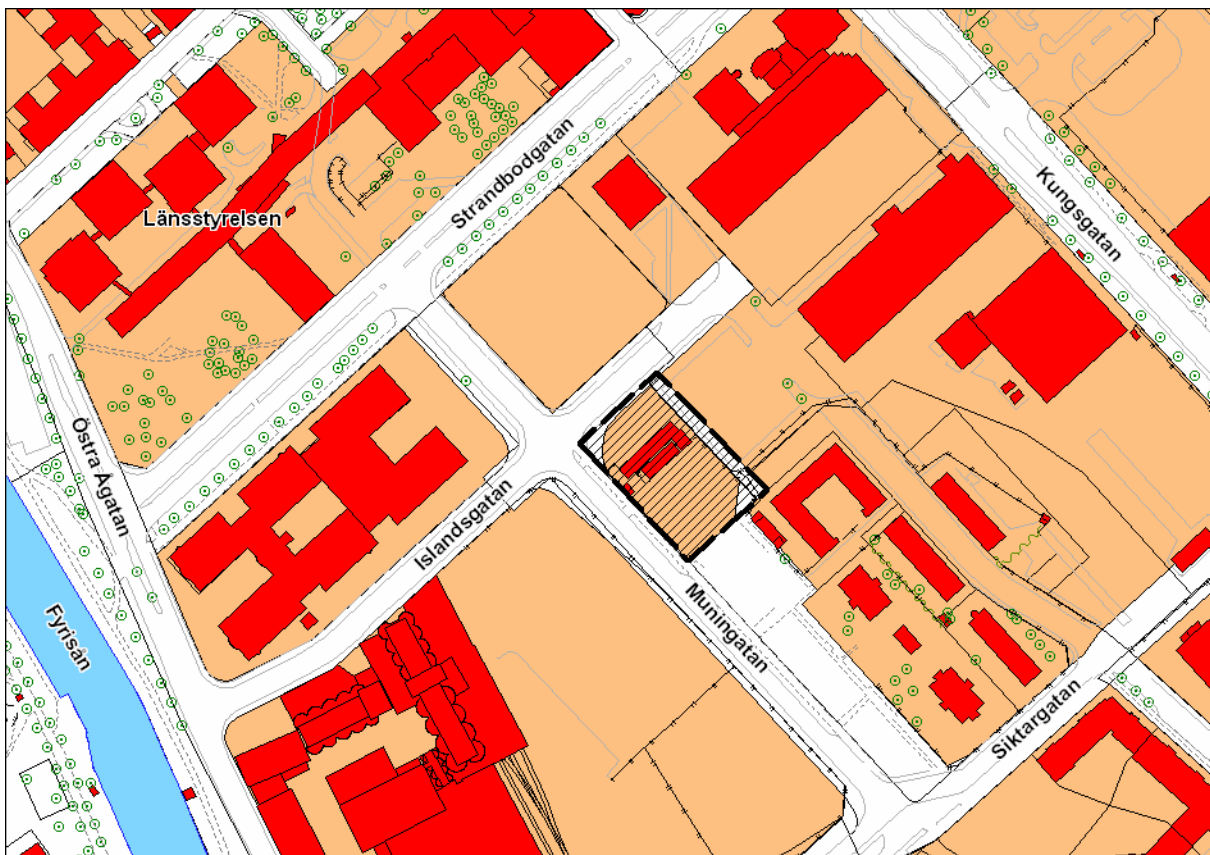 Strandbodgatan
Kungsgatan
Länsstyrelsen
Östra Ågatan
Islandsgatan
Fyrisån
Muningatan
Siktargatan